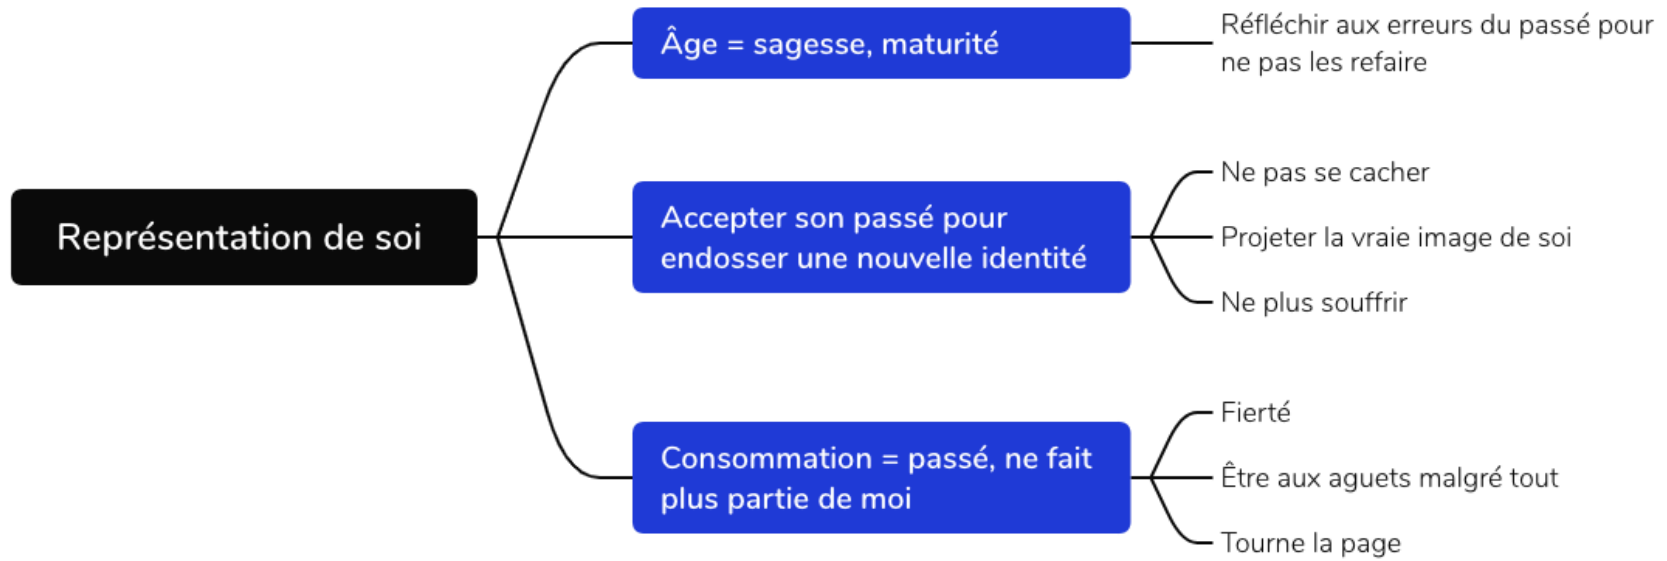 Représentation de soi
Âge = sagesse, maturité
Réfléchir aux erreurs du passé pour
ne pas les refaire
Accepter son passé pour
endosser une nouvelle identité
Ne pas se cacher
Projeter la vraie image de soi
Ne plus souffrir
Consommation = passé, ne fait
plus partie de moi
Fierté
Être aux aguets malgré tout
Tourne la page